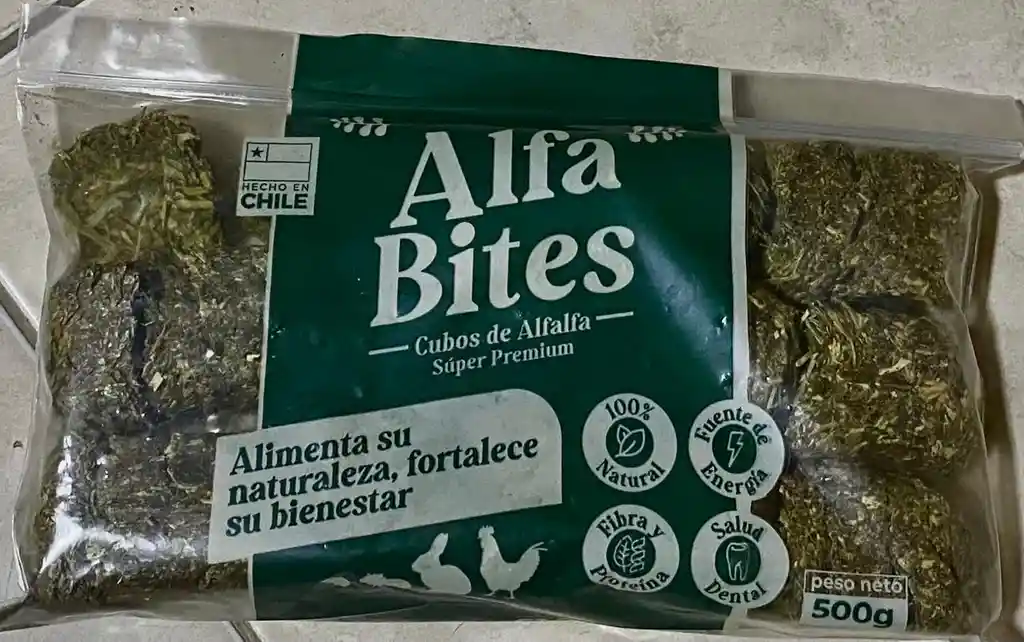 HECHO EN
CHILE
Alfa
Bites
Cubos de Alfalfa
Súper Premium
Alimenta su
naturaleza, fortalece
su bienestar
100%
Natural
Fuente de
Energía
Fibra y
Proteína
Salud
Dental
peso neto
500g